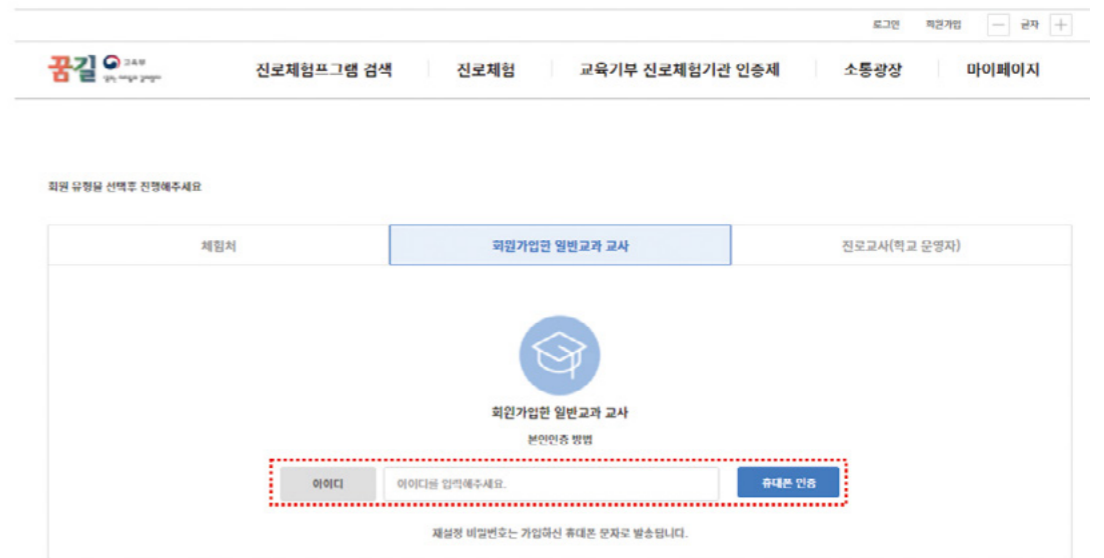 로그인 회원가입 — 글자 +
꿈길 교육부
진로체험프그램 검색 진로체험 교육기부 진로체험기관 인증제 소통광장 마이페이지
회원 유형을 선택후 진행해주세요
체험처 회원가입한 일반교과 교사 진로교사(학교 운영자)
회원가입한 일반교과 교사
본인인증 방법
아이디 아이디를 입력해주세요. 휴대폰 인증
재설정 비밀번호는 가입하신 휴대폰 문자로 발송됩니다.